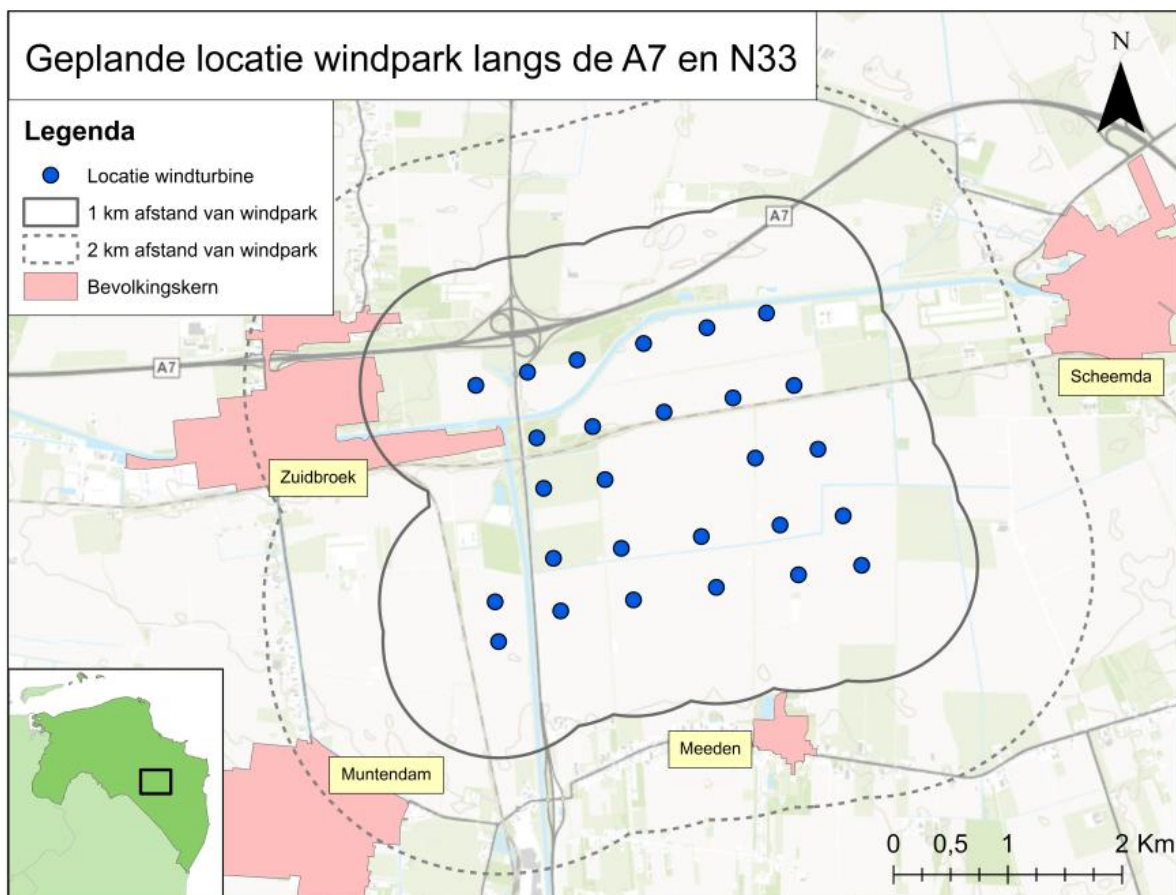 Geplande locatie windpark langs de A7 en N33
N
Legenda
Locatie windturbine
1 km afstand van windpark
2 km afstand van windpark
Bevolkingskern
A7
A7
Scheemda
Zuidbroek
Meeden
Muntendam
0 0,5 1 2 Km